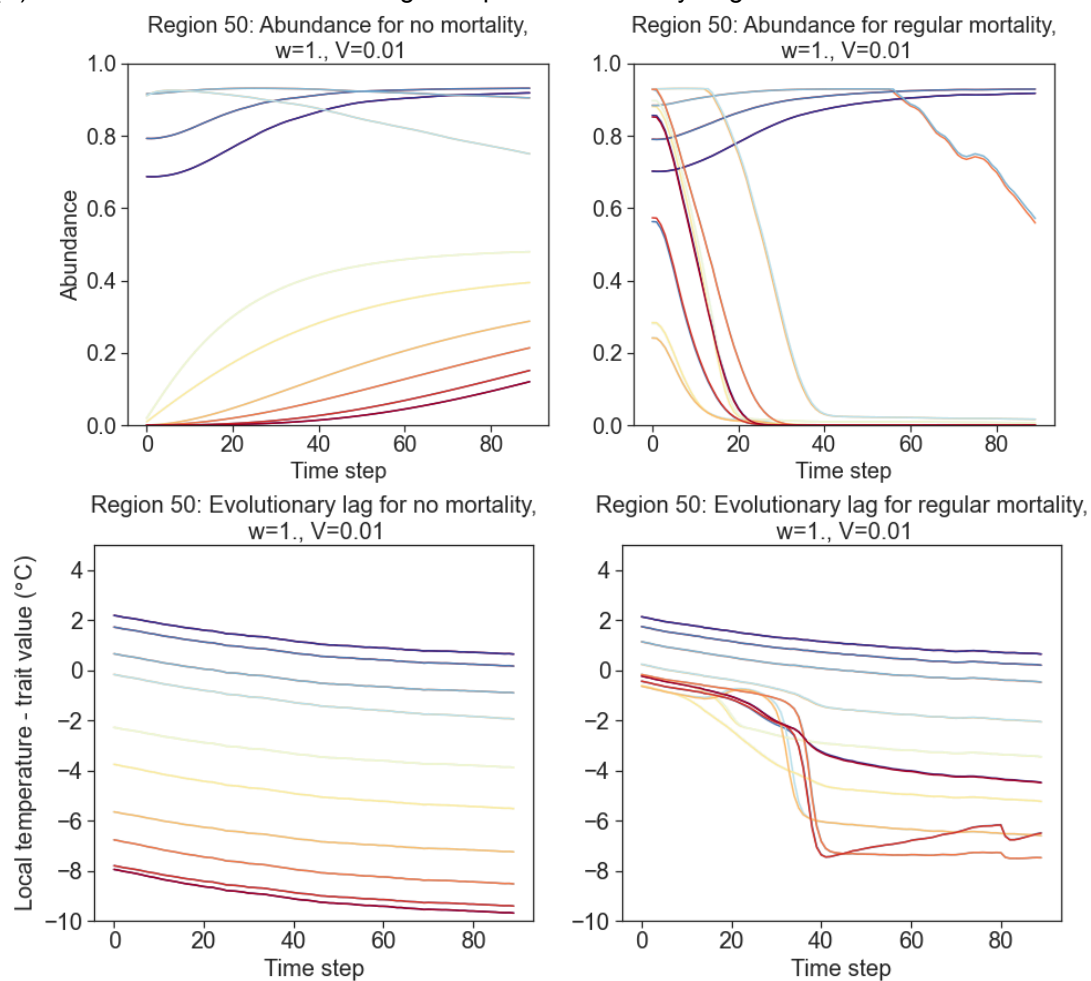 Region 50: Abundance for no mortality,
w=1., V=0.01
Region 50: Abundance for regular mortality,
w=1., V=0.01
1.0
0.8
0.6
0.4
0.2
0.0
Abundance
0 20 40 60 80
Time step
1.0
0.8
0.6
0.4
0.2
0.0
0 20 40 60 80
Time step
Region 50: Evolutionary lag for no mortality,
w=1., V=0.01
Region 50: Evolutionary lag for regular mortality,
w=1., V=0.01
4
2
0
−2
−4
−6
−8
−10
Local temperature - trait value (°C)
0 20 40 60 80
Time step
4
2
0
−2
−4
−6
−8
−10
0 20 40 60 80
Time step